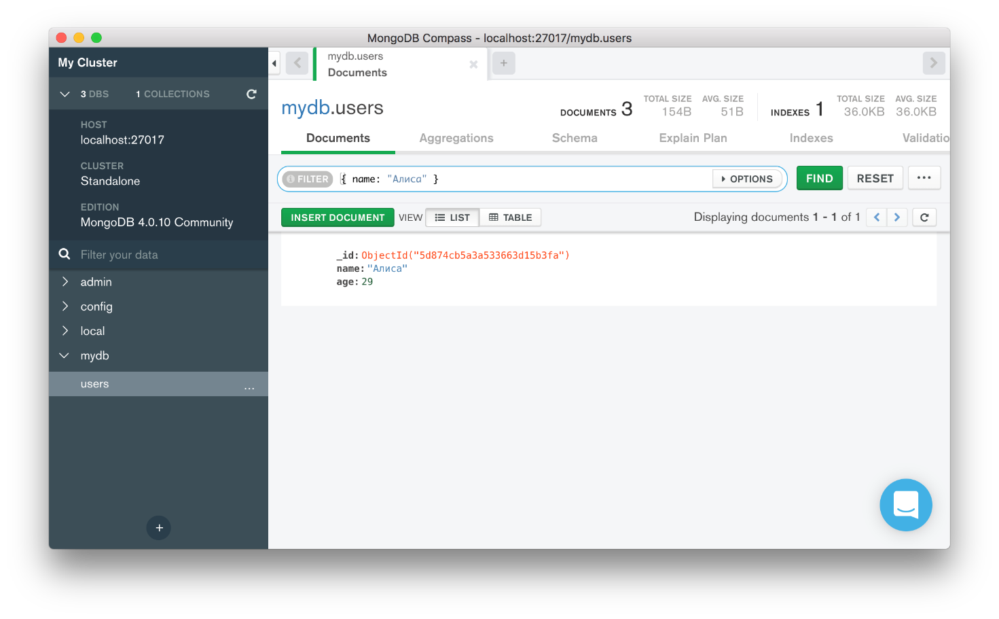 MongoDB Compass - localhost:27017/mydb.users
My Cluster
3 DBS 1 COLLECTIONS
HOST
localhost:27017
CLUSTER
Standalone
EDITION
MongoDB 4.0.10 Community
Filter your data
admin
config
local
mydb
users ...
mydb.users
Documents
mydb.users
DOCUMENTS 3 TOTAL SIZE 154B AVG. SIZE 51B INDEXES 1 TOTAL SIZE 36.0KB AVG. SIZE 36.0KB
Documents Aggregations Schema Explain Plan Indexes Validatio
FILTER { name: "Алиса" } OPTIONS FIND RESET ...
INSERT DOCUMENT VIEW LIST TABLE Displaying documents 1 - 1 of 1
_id: ObjectId("5d874cb5a3a533663d15b3fa")
name: "Алиса"
age: 29